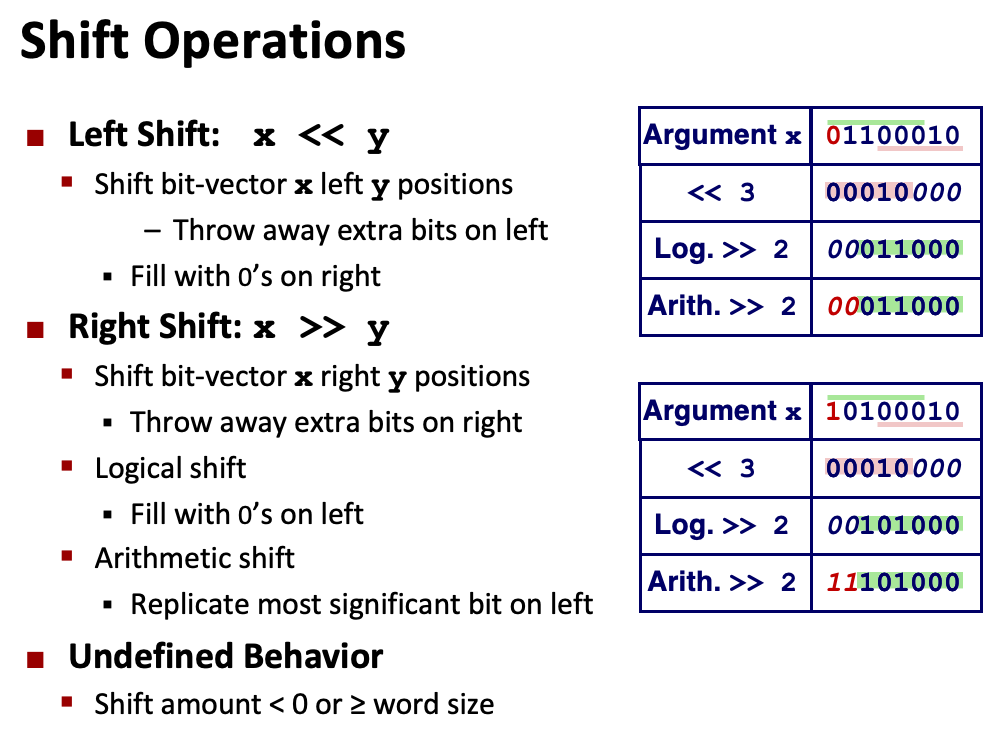 Shift Operations
■ Left Shift: x << y
▪ Shift bit-vector x left y positions
– Throw away extra bits on left
▪ Fill with 0's on right
■ Right Shift: x >> y
▪ Shift bit-vector x right y positions
▪ Throw away extra bits on right
▪ Logical shift
▪ Fill with 0's on left
▪ Arithmetic shift
▪ Replicate most significant bit on left
■ Undefined Behavior
▪ Shift amount < 0 or ≥ word size
Argument x 01100010
<< 3 00010000
Log. >> 2 00011000
Arith. >> 2 00011000
Argument x 10100010
<< 3 00010000
Log. >> 2 00101000
Arith. >> 2 11101000